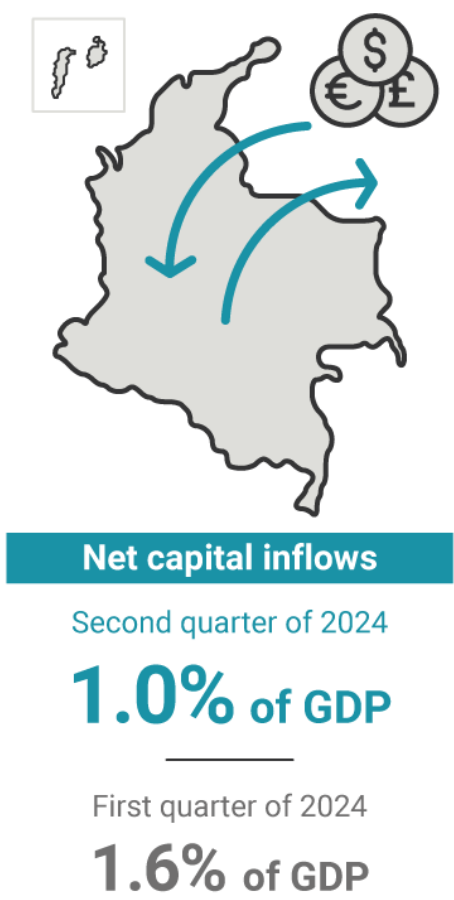 $
€ £
Net capital inflows
Second quarter of 2024
1.0% of GDP
First quarter of 2024
1.6% of GDP